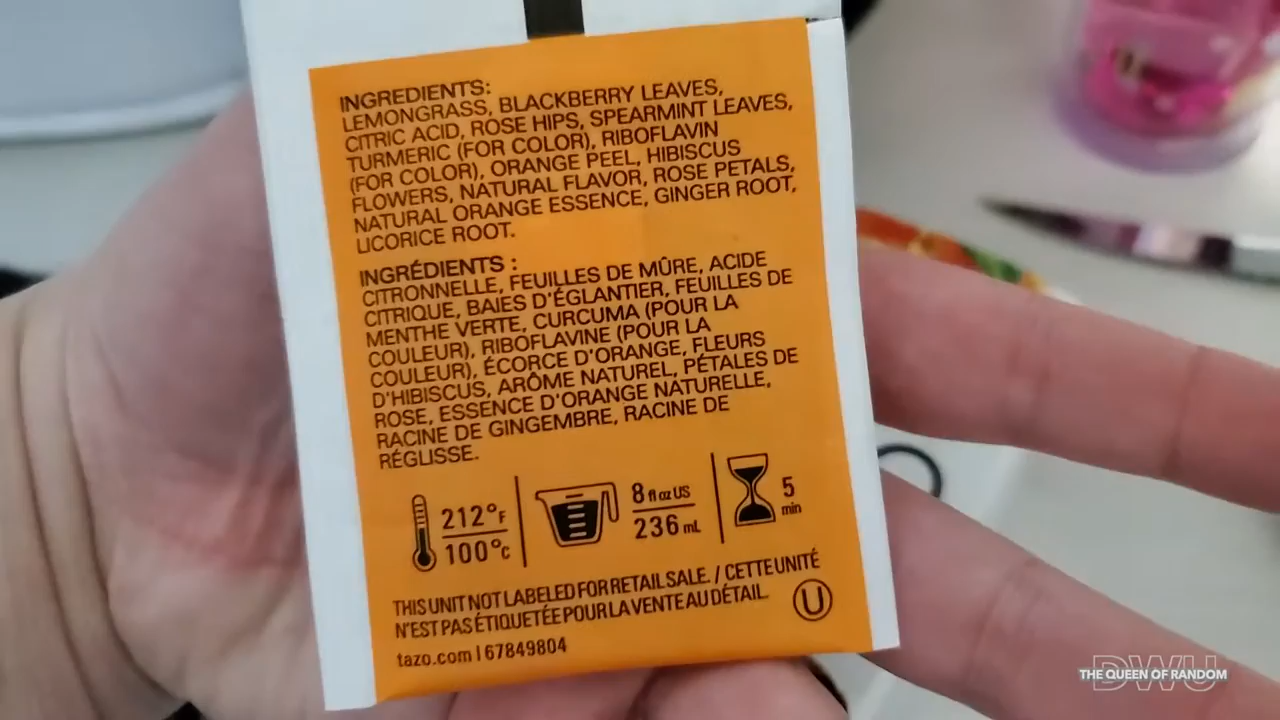 INGREDIENTS:
LEMONGRASS, BLACKBERRY LEAVES,
CITRIC ACID, ROSE HIPS, SPEARMINT LEAVES,
TURMERIC (FOR COLOR), RIBOFLAVIN
(FOR COLOR), ORANGE PEEL, HIBISCUS
FLOWERS, NATURAL FLAVOR, ROSE PETALS,
NATURAL ORANGE ESSENCE, GINGER ROOT,
LICORICE ROOT.
INGRÉDIENTS :
CITRONNELLE, FEUILLES DE MÛRE, ACIDE
CITRIQUE, BAIES D'ÉGLANTIER, FEUILLES DE
MENTHE VERTE, CURCUMA (POUR LA
COULEUR), RIBOFLAVINE (POUR LA
COULEUR), ÉCORCE D'ORANGE, FLEURS
D'HIBISCUS, ARÔME NATUREL, PÉTALES DE
ROSE, ESSENCE D'ORANGE NATURELLE,
RACINE DE GINGEMBRE, RACINE DE
RÉGLISSE.
212°F
100°C
8 fl oz US
236 mL
5
min
THIS UNIT NOT LABELED FOR RETAIL SALE. / CETTE UNITÉ
N'EST PAS ÉTIQUETÉE POUR LA VENTE AU DÉTAIL.
U
tazo.com | 67849804
DWU
THE QUEEN OF RANDOM